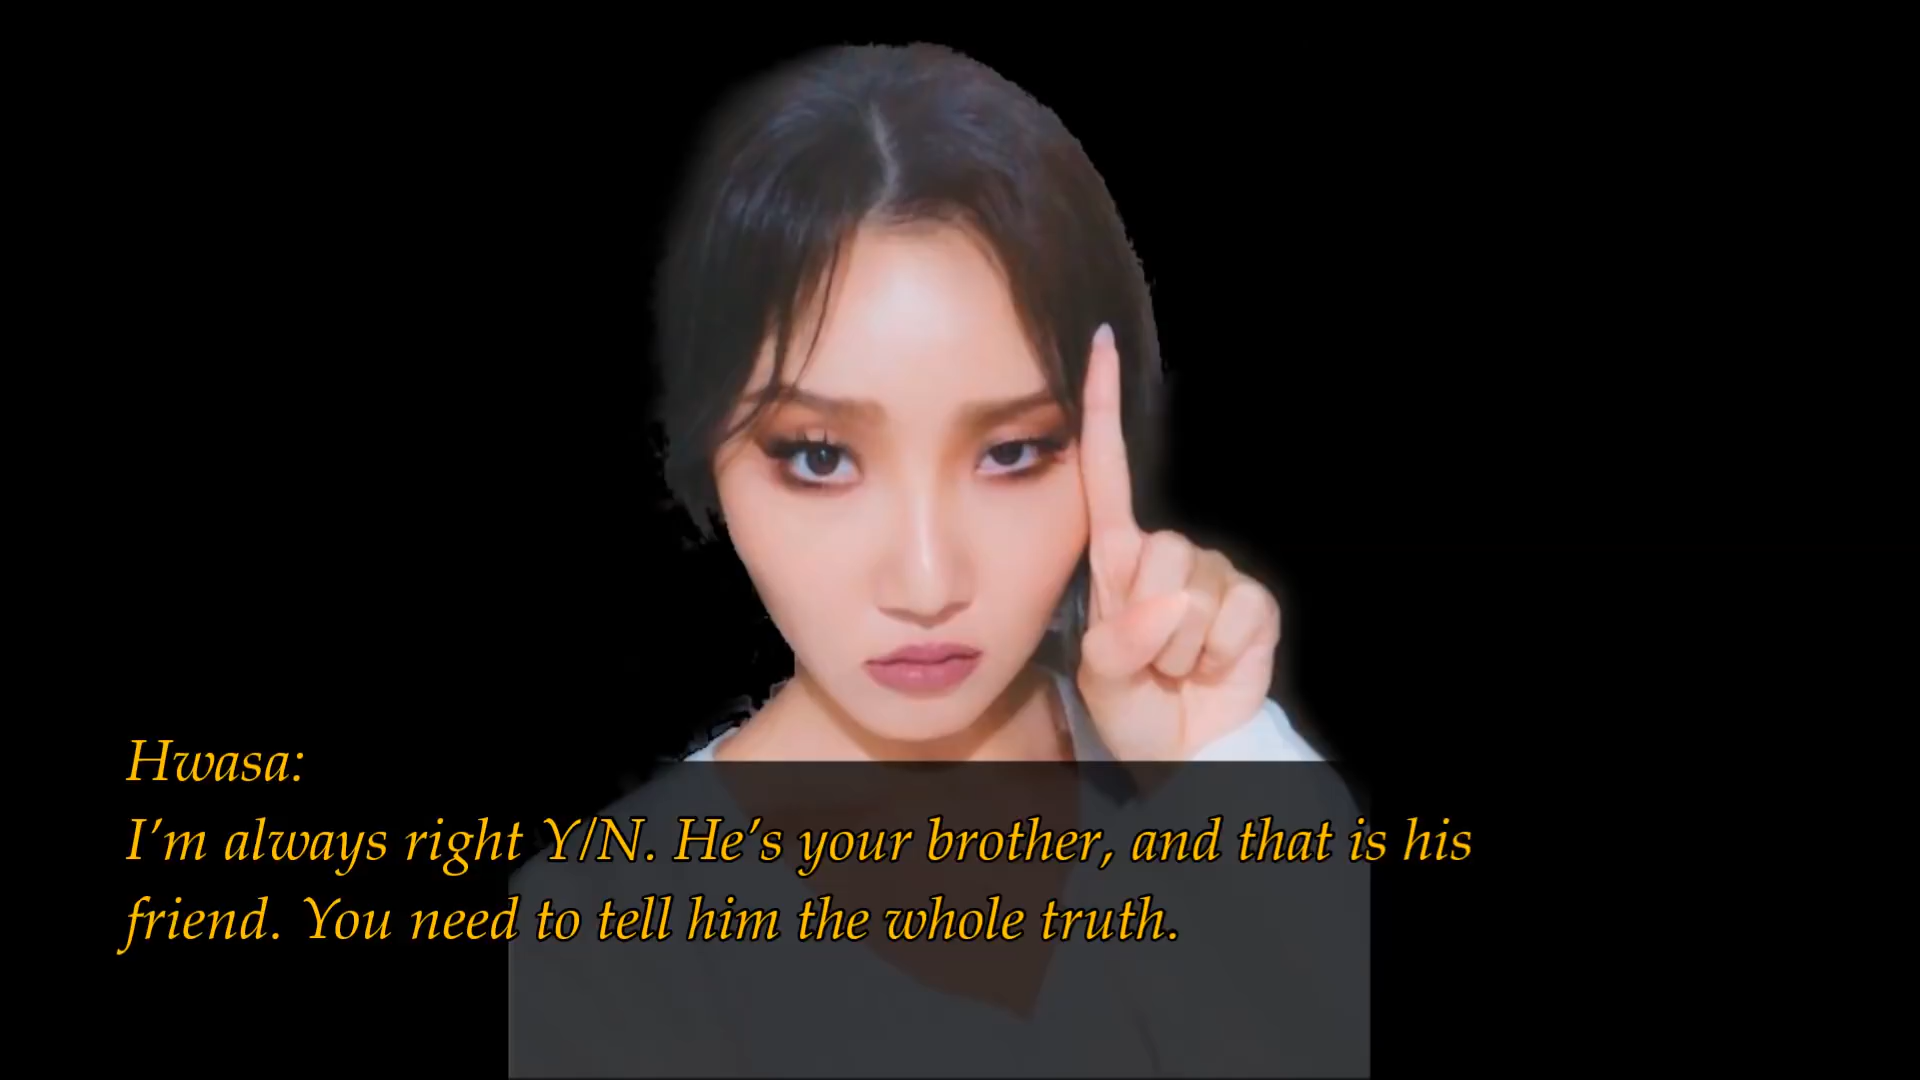 Hwasa:
I’m always right Y/N. He’s your brother, and that is his
friend. You need to tell him the whole truth.